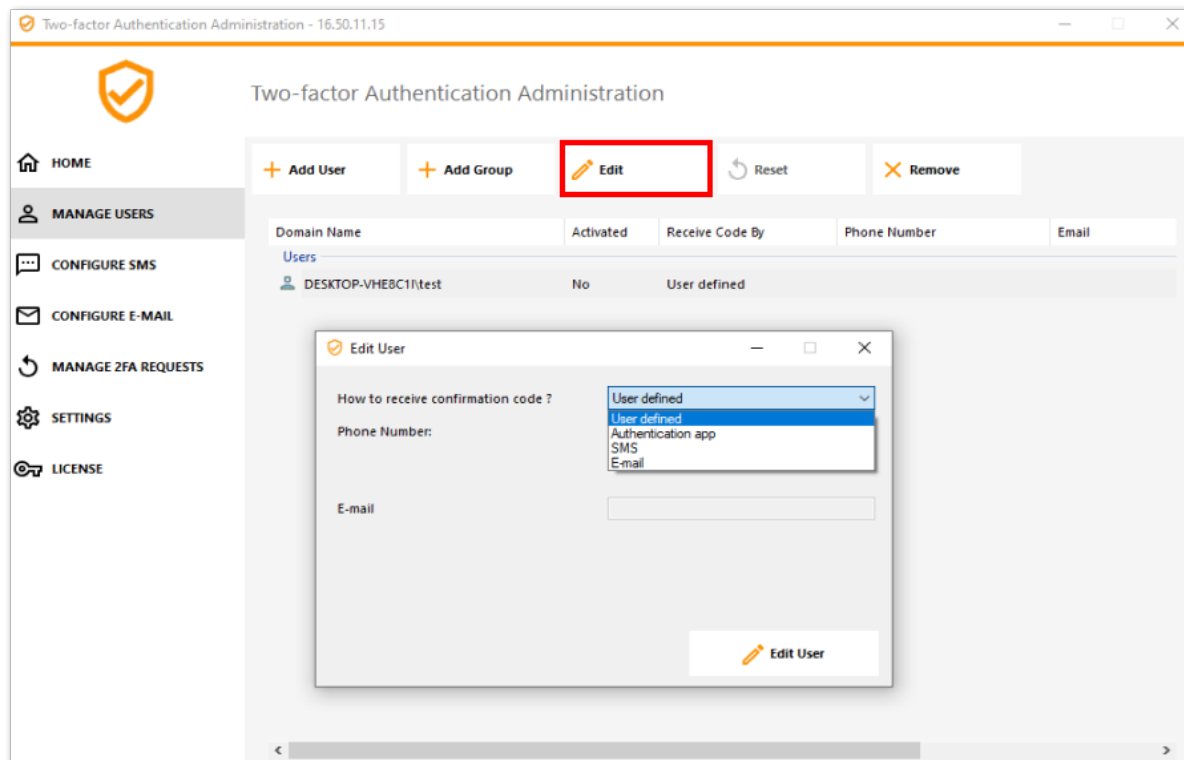 Two-factor Authentication Administration - 16.50.11.15
Two-factor Authentication Administration
HOME
MANAGE USERS
CONFIGURE SMS
CONFIGURE E-MAIL
MANAGE 2FA REQUESTS
SETTINGS
LICENSE
Add User Add Group Edit Reset Remove
Domain Name Activated Receive Code By Phone Number Email
Users
DESKTOP-VHE8C1I\test No User defined
Edit User
How to receive confirmation code ? User defined
User defined
Authentication app
SMS
E-mail
Phone Number:
E-mail
Edit User